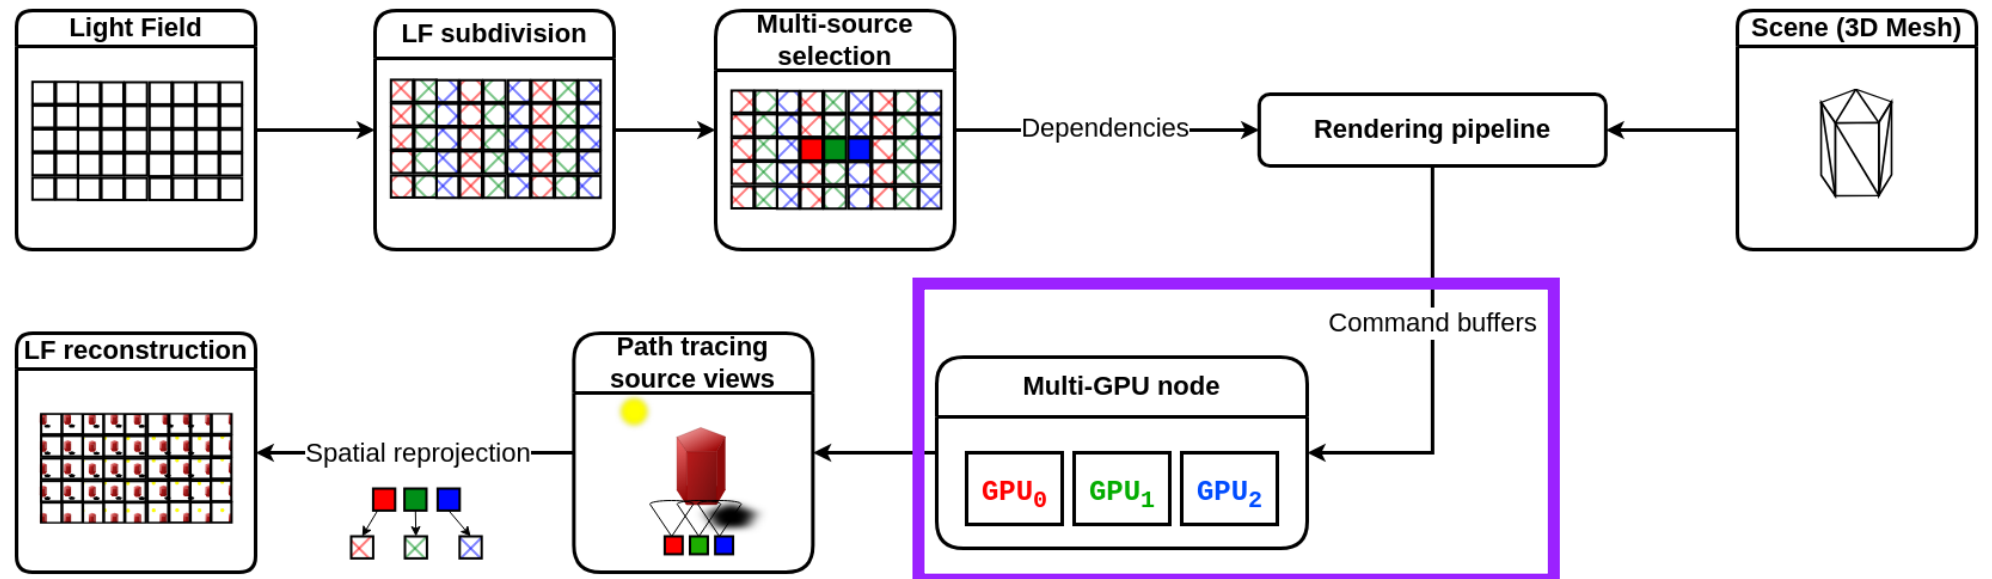 Light Field
LF subdivision
Multi-source
selection
Dependencies
Rendering pipeline
Scene (3D Mesh)
Command buffers
Multi-GPU node
GPU0
GPU1
GPU2
Path tracing
source views
Spatial reprojection
LF reconstruction